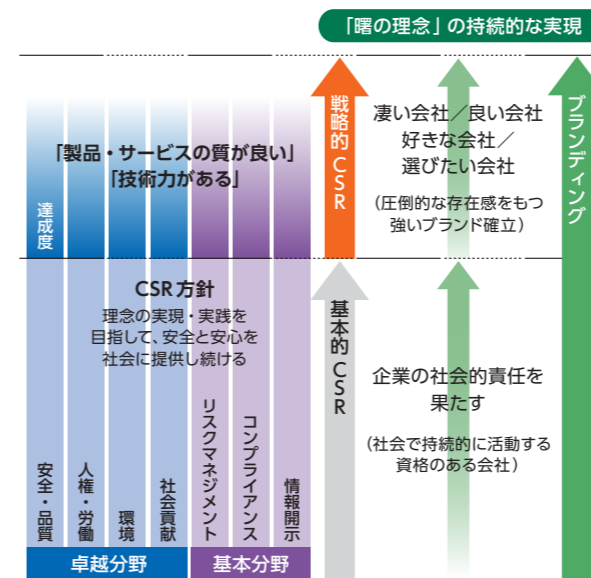 「曙の理念」の持続的な実現
「製品・サービスの質が良い」
「技術力がある」
達成度
CSR方針
理念の実現・実践を
目指して、安全と安心を
社会に提供し続ける
安全・品質
人権・労働
環境
社会貢献
リスクマネジメント
コンプライアンス
情報開示
卓越分野
基本分野
戦略的CSR
基本的CSR
凄い会社／良い会社
好きな会社／
選びたい会社
（圧倒的な存在感をもつ
強いブランド確立）
企業の社会的責任を
果たす
（社会で持続的に活動する
資格のある会社）
ブランディング